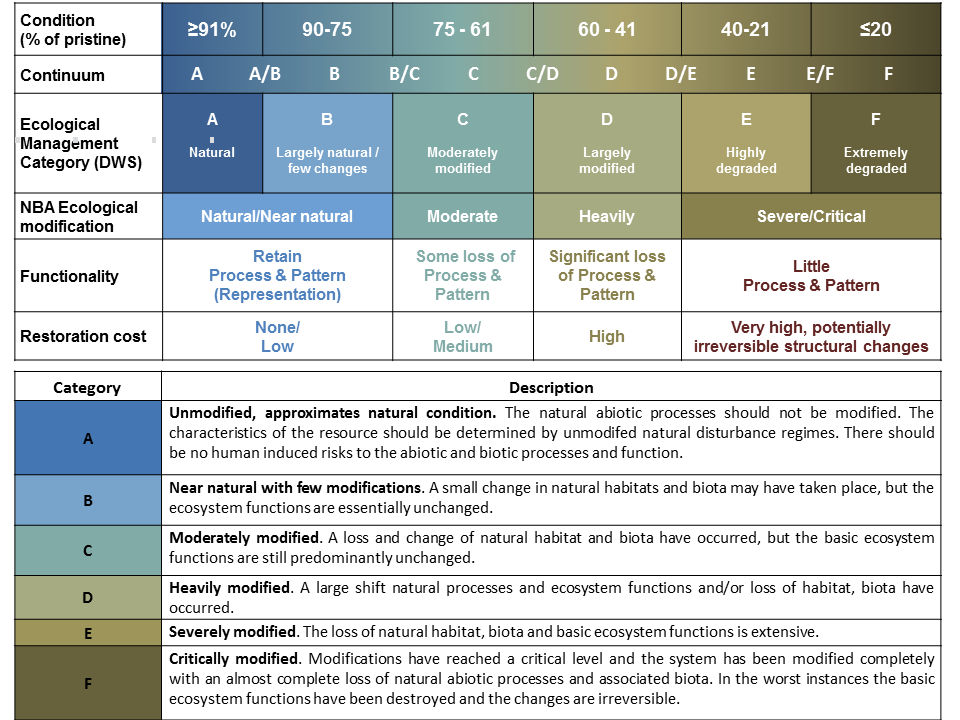 Condition
(% of pristine)
≥91%
90-75
75 - 61
60 - 41
40-21
≤20
Continuum
A
A/B
B
B/C
C
C/D
D
D/E
E
E/F
F
Ecological
Management
Category (DWS)
A
Natural
B
Largely natural /
few changes
C
Moderately
modified
D
Largely
modified
E
Highly
degraded
F
Extremely
degraded
NBA Ecological
modification
Natural/Near natural
Moderate
Heavily
Severe/Critical
Functionality
Retain
Process & Pattern
(Representation)
Some loss of
Process &
Pattern
Significant loss
of Process &
Pattern
Little
Process & Pattern
Restoration cost
None/
Low
Low/
Medium
High
Very high, potentially
irreversible structural changes
Category
Description
A
Unmodified, approximates natural condition. The natural abiotic processes should not be modified. The
characteristics of the resource should be determined by unmodifed natural disturbance regimes. There should
be no human induced risks to the abiotic and biotic processes and function.
B
Near natural with few modifications. A small change in natural habitats and biota may have taken place, but the
ecosystem functions are essentially unchanged.
C
Moderately modified. A loss and change of natural habitat and biota have occurred, but the basic ecosystem
functions are still predominantly unchanged.
D
Heavily modified. A large shift natural processes and ecosystem functions and/or loss of habitat, biota have
occurred.
E
Severely modified. The loss of natural habitat, biota and basic ecosystem functions is extensive.
F
Critically modified. Modifications have reached a critical level and the system has been modified completely
with an almost complete loss of natural abiotic processes and associated biota. In the worst instances the basic
ecosystem functions have been destroyed and the changes are irreversible.